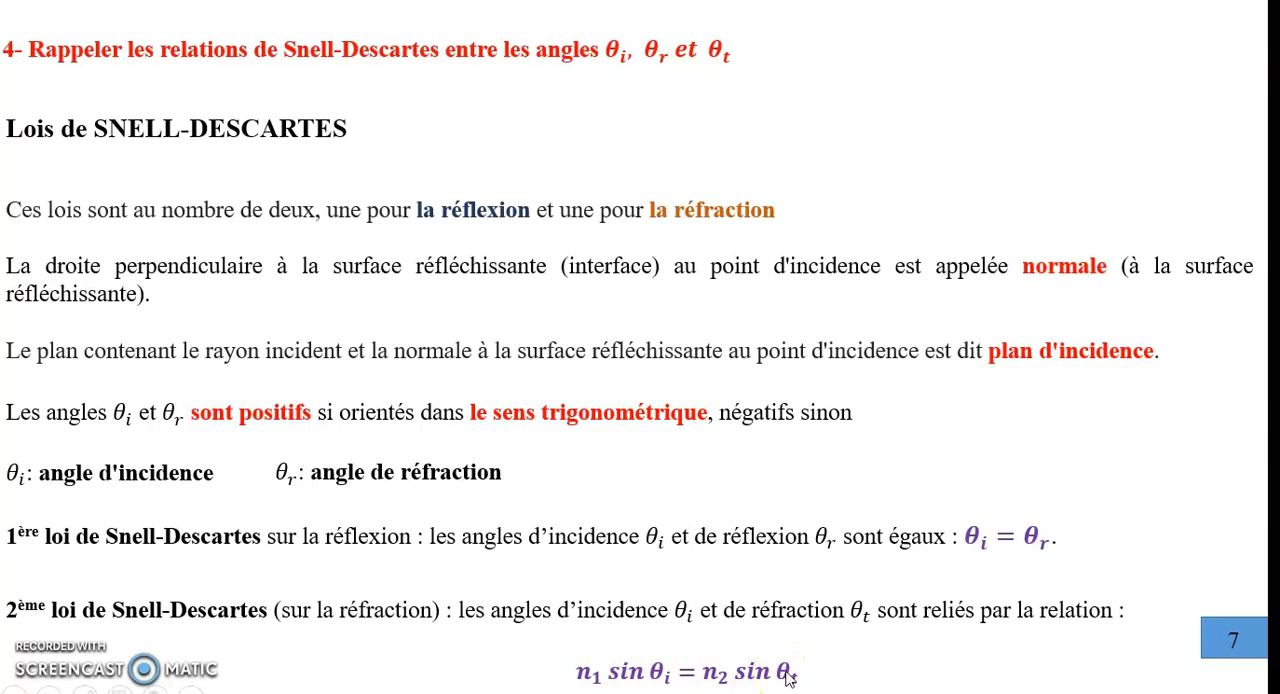 4- Rappeler les relations de Snell-Descartes entre les angles θᵢ, θᵣ et θₜ
Lois de SNELL-DESCARTES
Ces lois sont au nombre de deux, une pour la réflexion et une pour la réfraction
La droite perpendiculaire à la surface réfléchissante (interface) au point d'incidence est appelée normale (à la surface
réfléchissante).
Le plan contenant le rayon incident et la normale à la surface réfléchissante au point d'incidence est dit plan d'incidence.
Les angles θᵢ et θᵣ sont positifs si orientés dans le sens trigonométrique, négatifs sinon
θᵢ: angle d'incidence θᵣ: angle de réfraction
1ère loi de Snell-Descartes sur la réflexion : les angles d’incidence θᵢ et de réflexion θᵣ sont égaux : θᵢ = θᵣ.
2ème loi de Snell-Descartes (sur la réfraction) : les angles d’incidence θᵢ et de réfraction θₜ sont reliés par la relation :
7
RECORDED WITH
SCREENCAST MATIC
n₁ sin θᵢ = n₂ sin θₜ